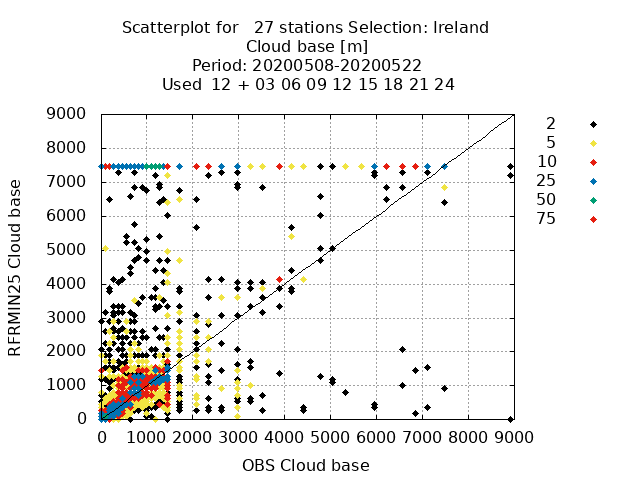 Scatterplot for   27 stations Selection: Ireland
Cloud base [m]
Period: 20200508-20200522
Used  12 + 03 06 09 12 15 18 21 24
9000
8000
7000
6000
5000
4000
3000
2000
1000
0
RFRMIN25 Cloud base
0 1000 2000 3000 4000 5000 6000 7000 8000 9000
OBS Cloud base
2
5
10
25
50
75